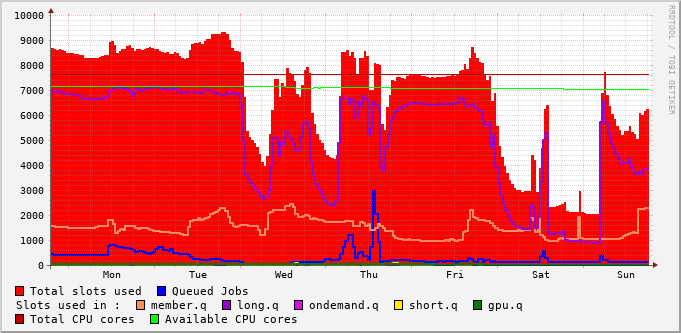 10000
9000
8000
7000
6000
5000
4000
3000
2000
1000
0
Mon Tue Wed Thu Fri Sat Sun
RRDTOOL / TOBI OETIKER
Total slots used Queued Jobs
Slots used in : member.q long.q ondemand.q short.q gpu.q
Total CPU cores Available CPU cores